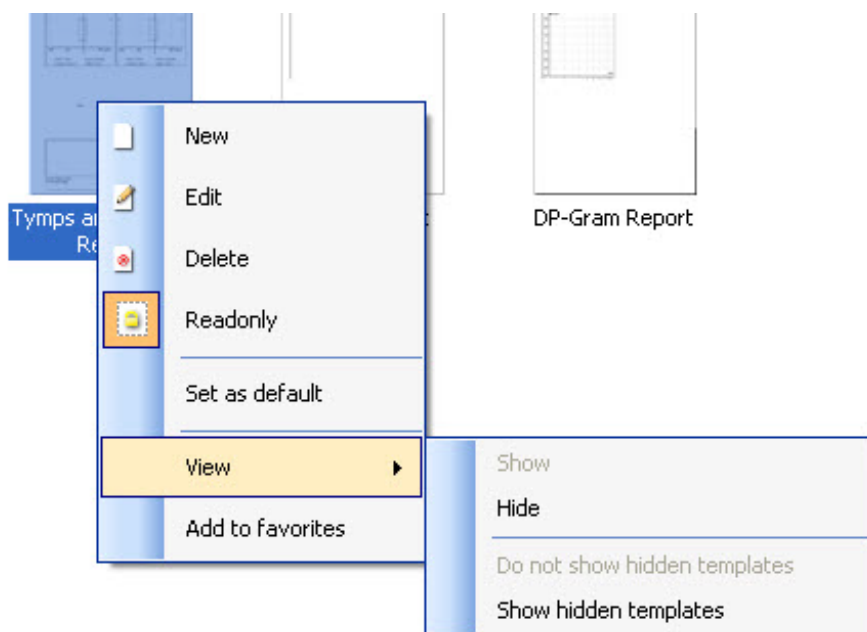 New
Edit
Tymps
DP-Gram Report
Delete
Readonly
Set as default
View
Show
Hide
Add to favorites
Do not show hidden templates
Show hidden templates